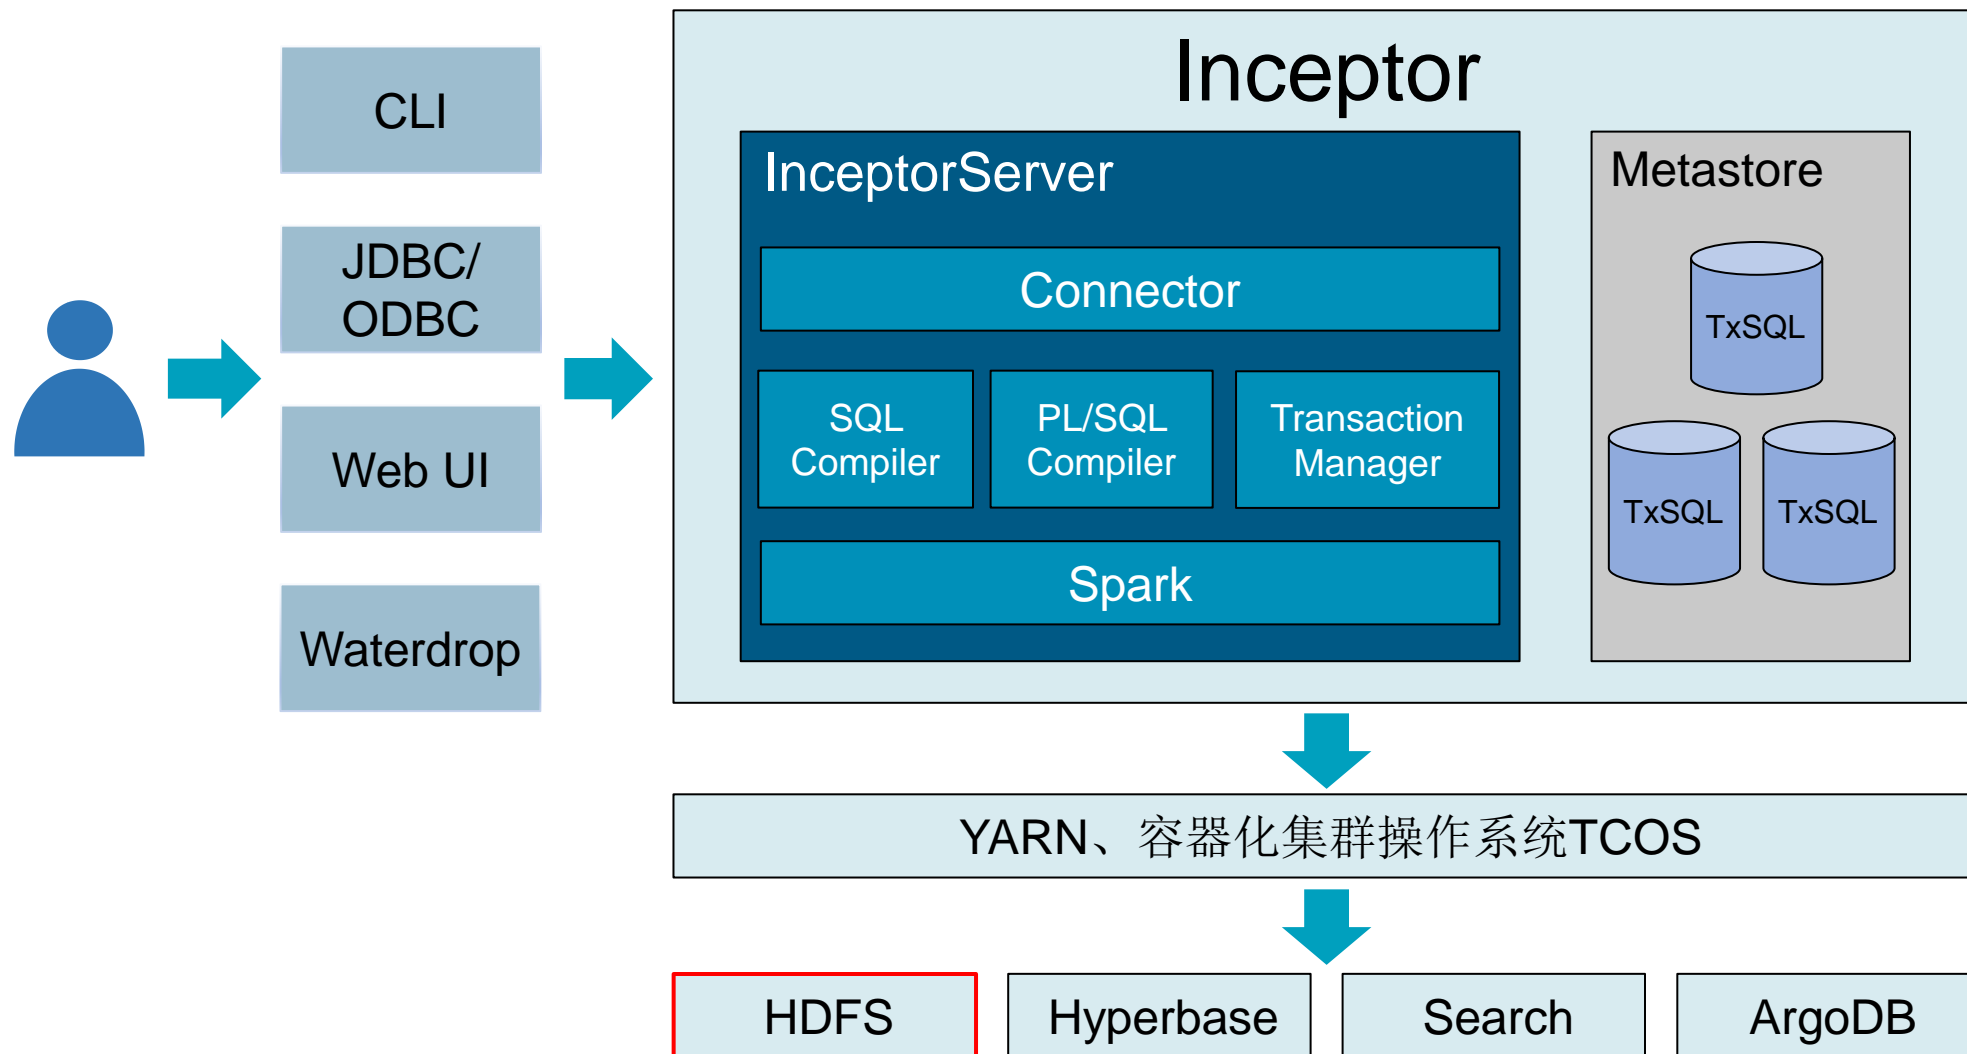 CLI
JDBC/
ODBC
Web UI
Waterdrop
Inceptor
InceptorServer
Connector
SQL
Compiler
PL/SQL
Compiler
Transaction
Manager
Spark
Metastore
TxSQL
TxSQL
TxSQL
YARN、容器化集群操作系统TCOS
HDFS
Hyperbase
Search
ArgoDB